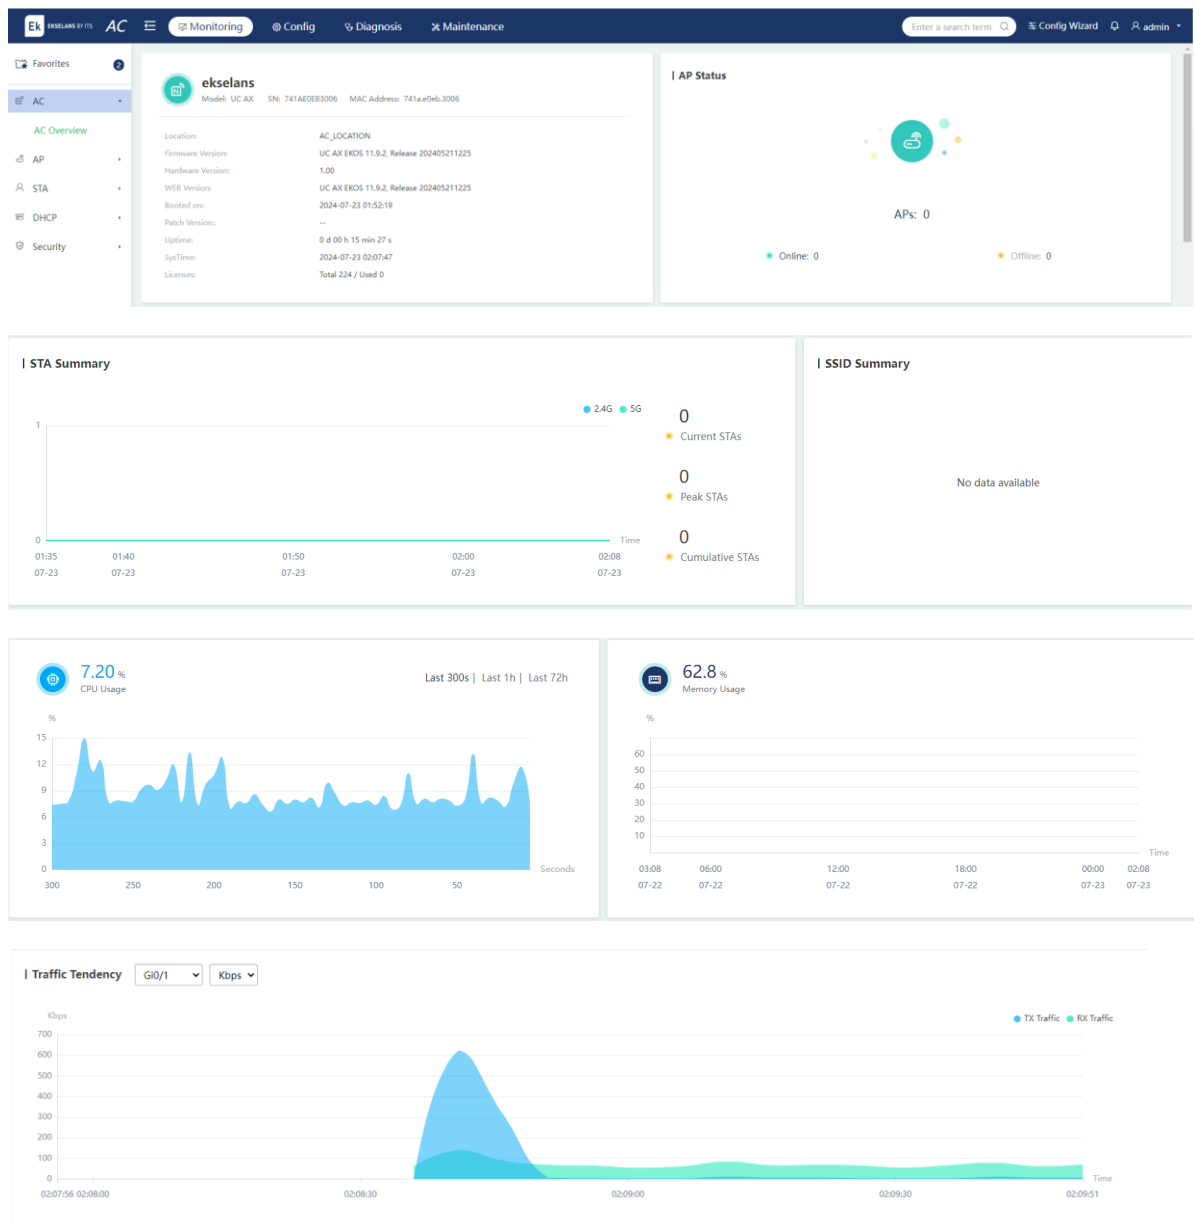 Ek EKSELANS BY ITS AC Monitoring Config Diagnosis Maintenance Enter a search term Config Wizard admin
Favorites 2
AC
AC Overview
AP
STA
DHCP
Security
ekselans
Model: UC AX SN: 741AE0EB3006 MAC Address: 741a.e0eb.3006
Location: AC_LOCATION
Firmware Version: UC AX EKOS 11.9.2, Release 202405211225
Hardware Version: 1.00
WEB Version: UC AX EKOS 11.9.2, Release 202405211225
Booted on: 2024-07-23 01:52:19
Patch Version: --
Uptime: 0 d 00 h 15 min 27 s
SysTime: 2024-07-23 02:07:47
Licenses: Total 224 / Used 0
AP Status
APs: 0
Online: 0 Offline: 0
STA Summary
2.4G 5G
1
0
Time
01:35 01:40 01:50 02:00 02:08
07-23 07-23 07-23 07-23 07-23
0
Current STAs
0
Peak STAs
0
Cumulative STAs
SSID Summary
No data available
7.20 %
CPU Usage
Last 300s | Last 1h | Last 72h
%
15
12
9
6
3
0
Seconds
300 250 200 150 100 50
62.8 %
Memory Usage
%
60
50
40
30
20
10
Time
03:08 06:00 12:00 18:00 00:00 02:08
07-22 07-22 07-22 07-22 07-23 07-23
Traffic Tendency Gi0/1 Kbps
Kbps
TX Traffic RX Traffic
700
600
500
400
300
200
100
0
Time
02:07:56 02:08:00 02:08:30 02:09:00 02:09:30 02:09:51